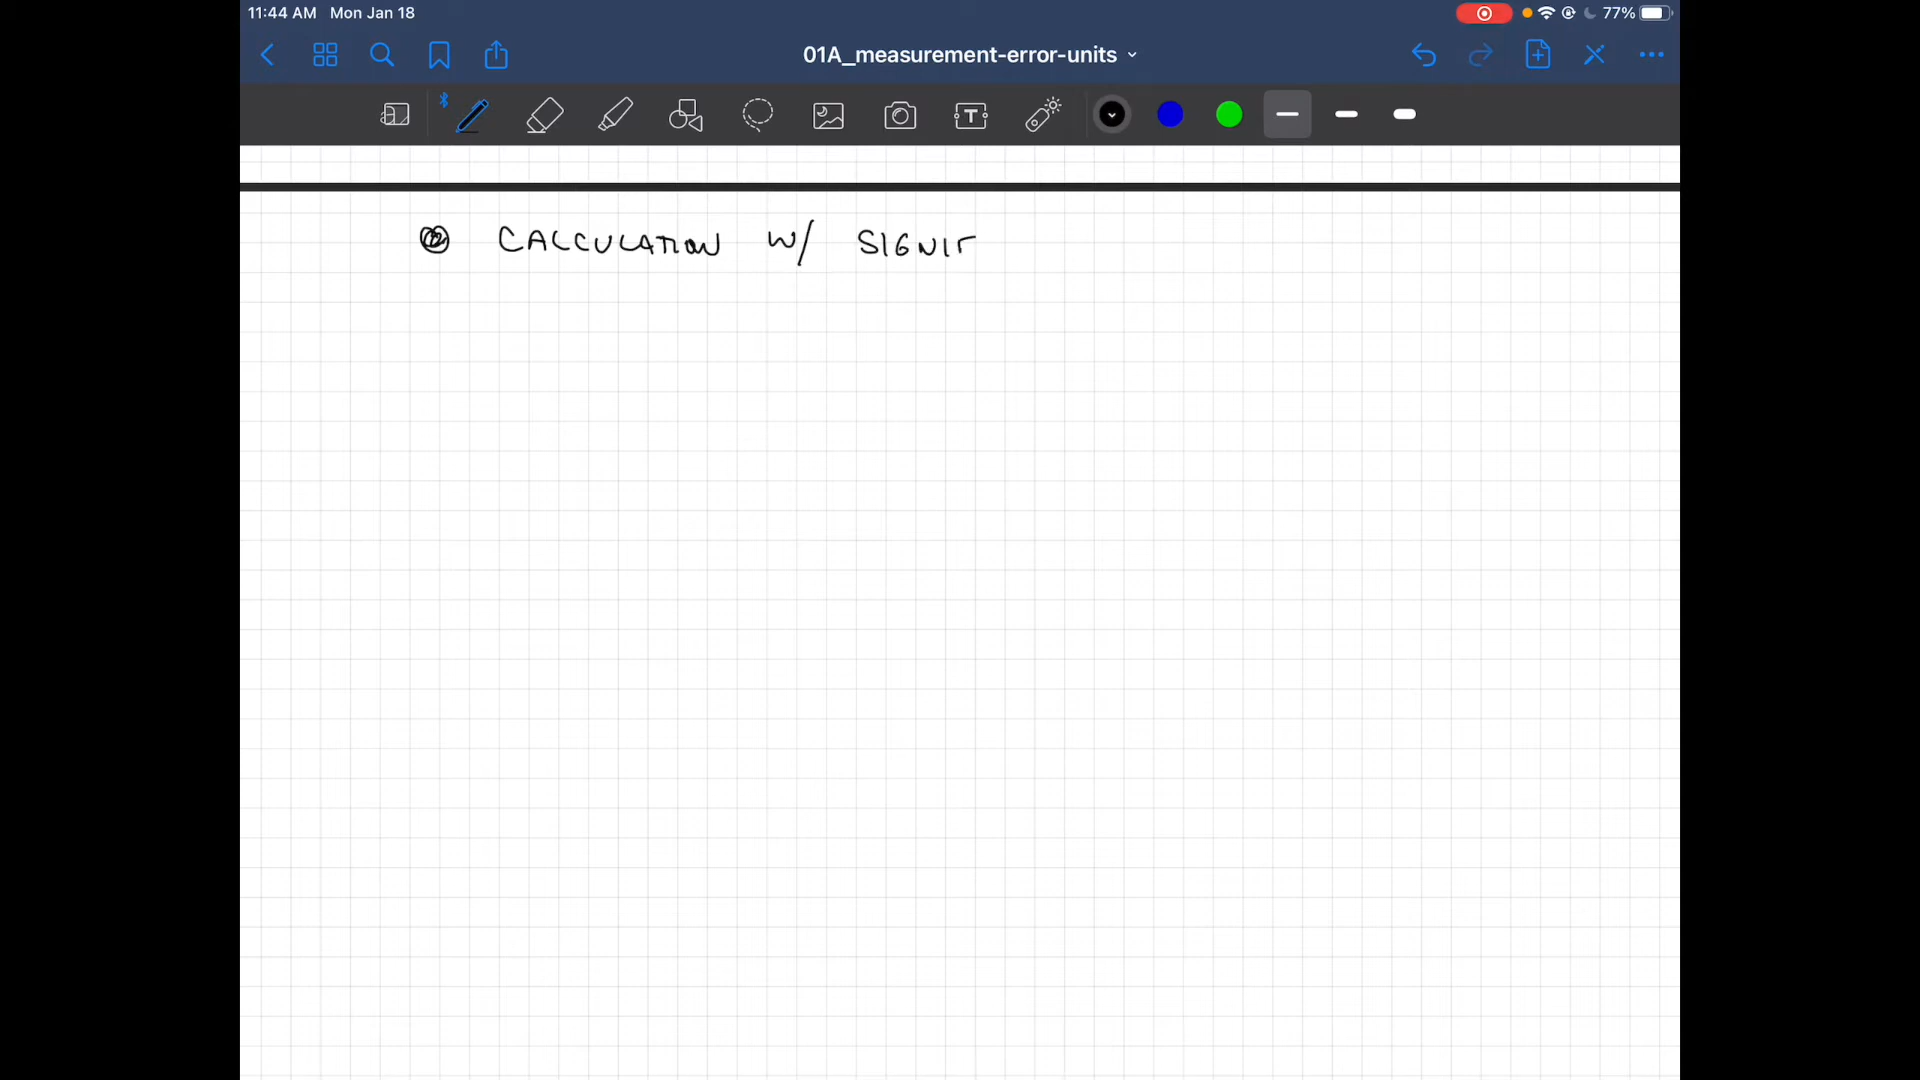 11:44 AM Mon Jan 18
77%
01A_measurement-error-units
T
CALCULATION W/ SIGNIF